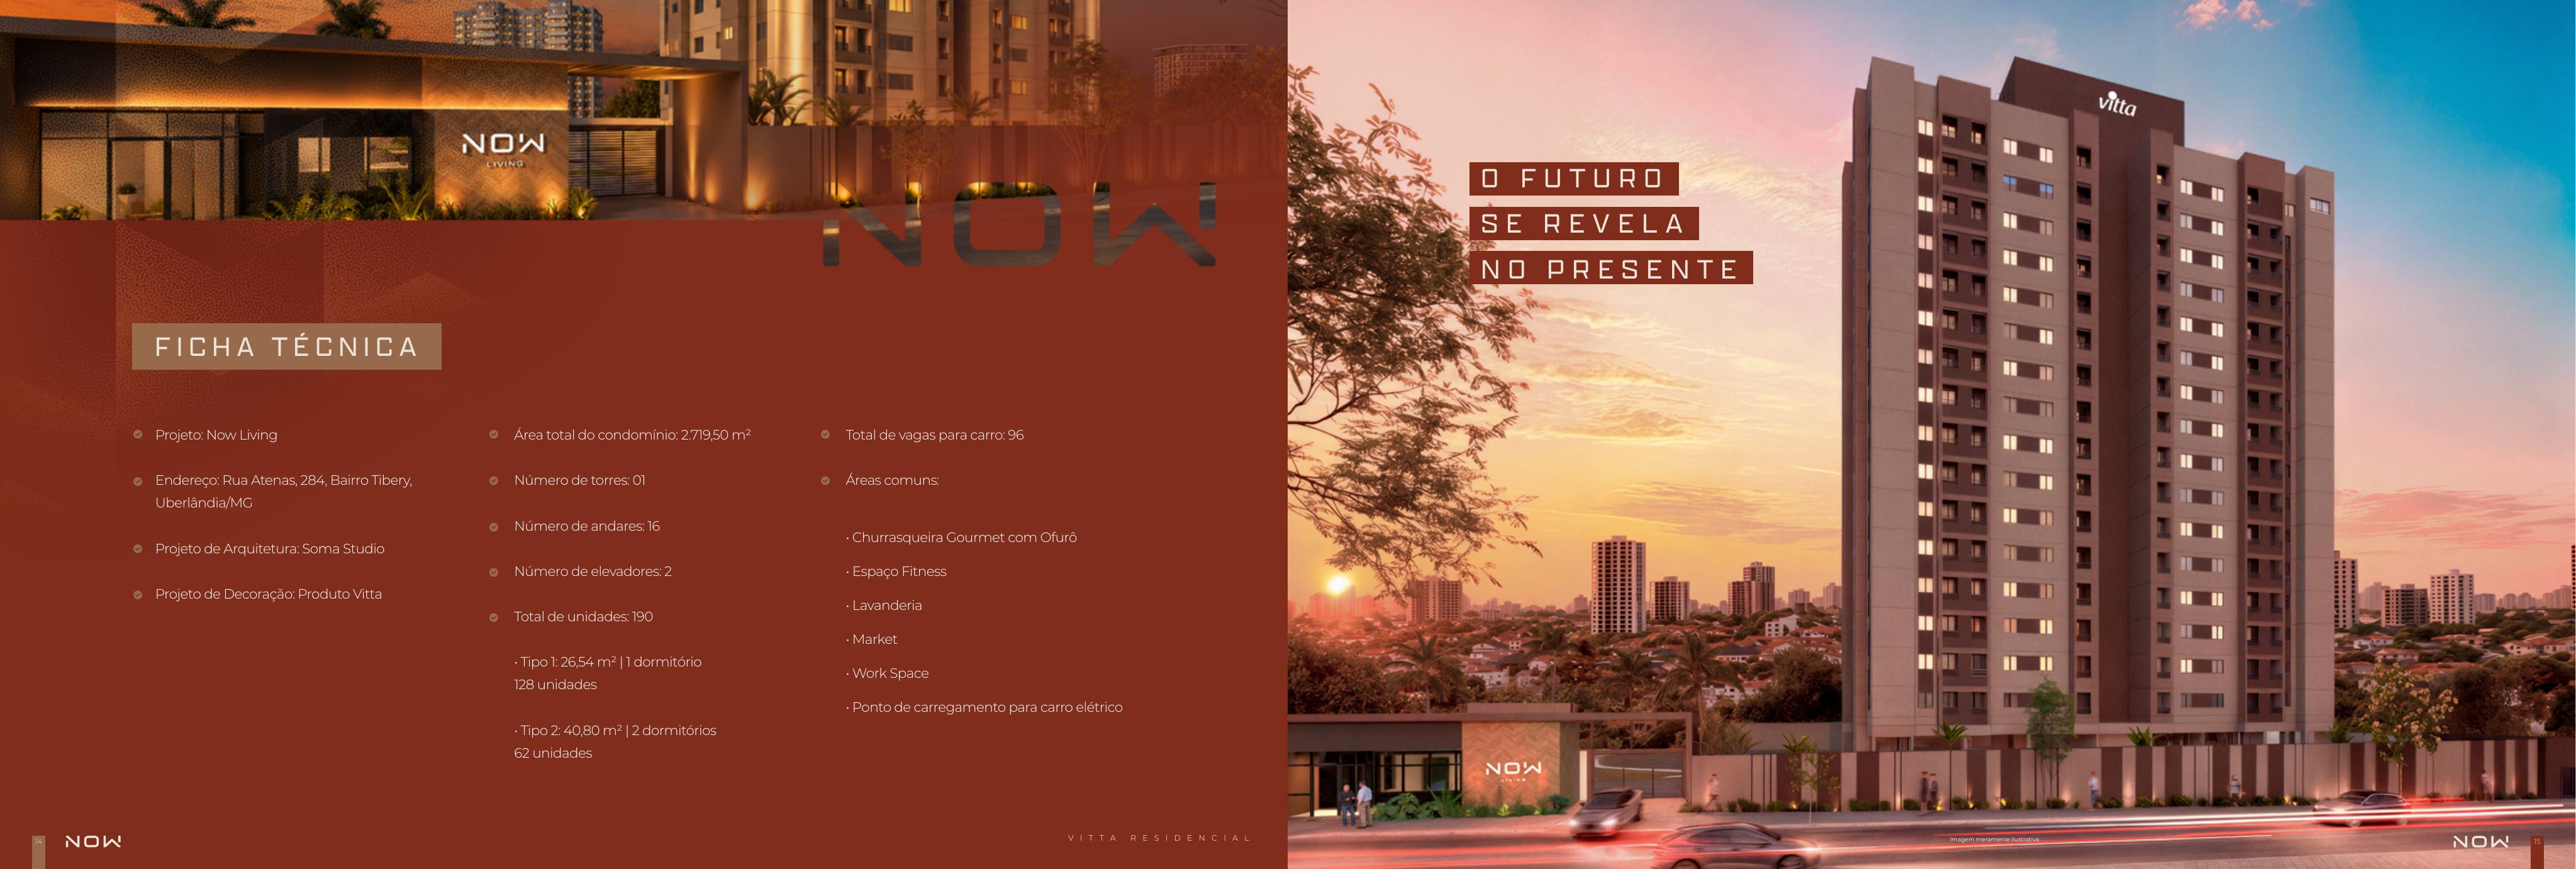 NOW
LIVING
NOW
FICHA TÉCNICA
Projeto: Now Living
Endereço: Rua Atenas, 284, Bairro Tibery,
Uberlândia/MG
Projeto de Arquitetura: Soma Studio
Projeto de Decoração: Produto Vitta
Área total do condomínio: 2.719,50 m²
Número de torres: 01
Número de andares: 16
Número de elevadores: 2
Total de unidades: 190
• Tipo 1: 26,54 m² | 1 dormitório
128 unidades
• Tipo 2: 40,80 m² | 2 dormitórios
62 unidades
Total de vagas para carro: 96
Áreas comuns:
• Churrasqueira Gourmet com Ofurô
• Espaço Fitness
• Lavanderia
• Market
• Work Space
• Ponto de carregamento para carro elétrico
14
NOW
VITTA RESIDENCIAL
vitta
O FUTURO
SE REVELA
NO PRESENTE
NOW
LIVING
Imagem meramente ilustrativa
NOW
15